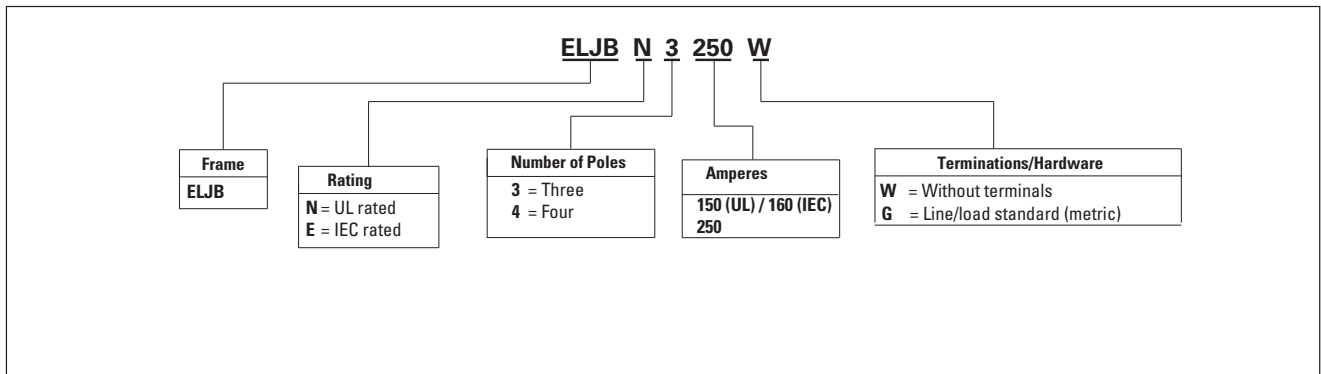 ELJB N 3 250 W
Frame
ELJB
Rating
N = UL rated
E = IEC rated
Number of Poles
3 = Three
4 = Four
Amperes
150 (UL) / 160 (IEC)
250
Terminations/Hardware
W = Without terminals
G = Line/load standard (metric)